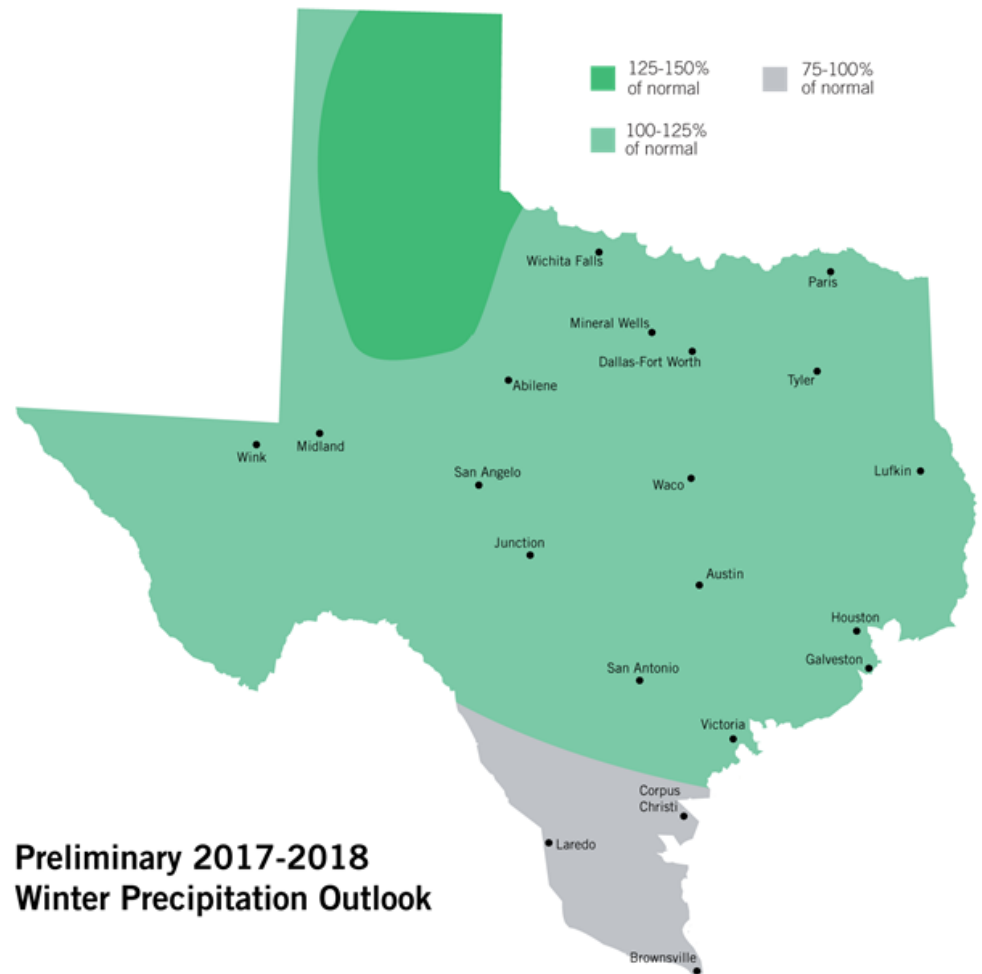 125-150%
of normal
75-100%
of normal
100-125%
of normal
Wichita Falls
Paris
Mineral Wells
Dallas-Fort Worth
Tyler
Abilene
Midland
Wink
San Angelo
Lufkin
Waco
Junction
Austin
Houston
Galveston
San Antonio
Victoria
Corpus
Christi
Laredo
Preliminary 2017-2018
Winter Precipitation Outlook
Brownsville